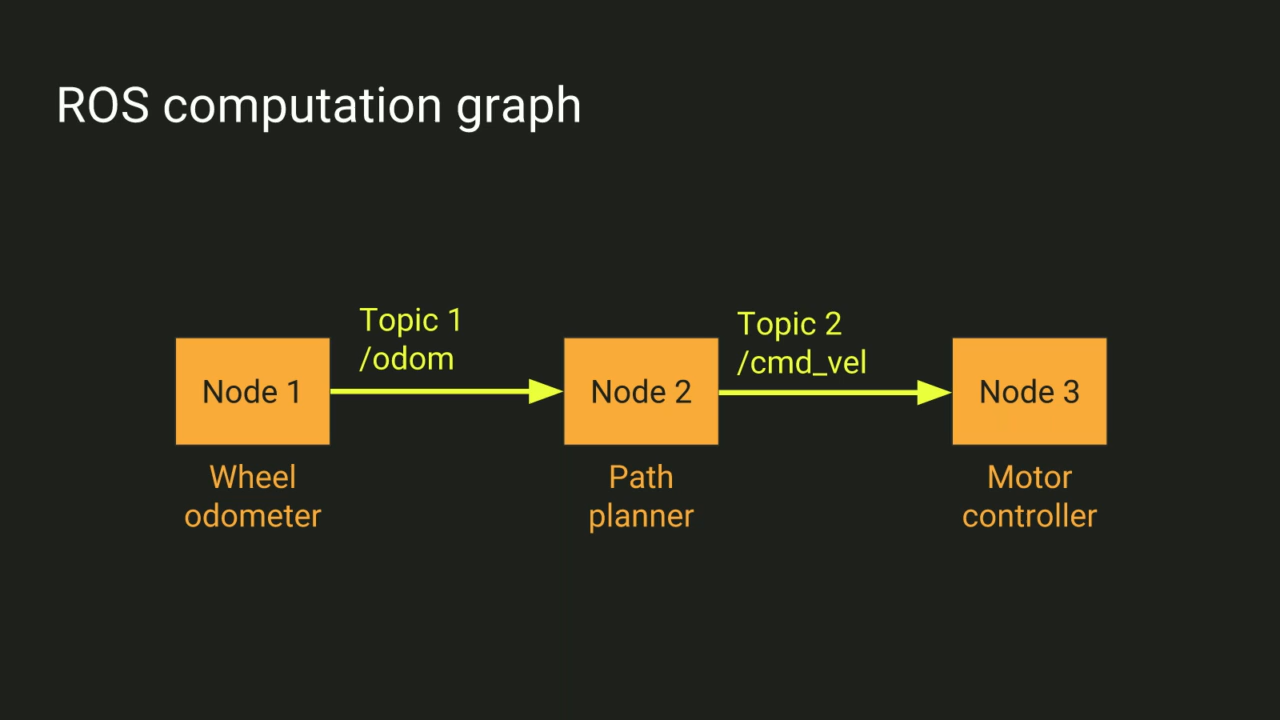 ROS computation graph
Topic 1
/odom
Topic 2
/cmd_vel
Node 1
Node 2
Node 3
Wheel
odometer
Path
planner
Motor
controller